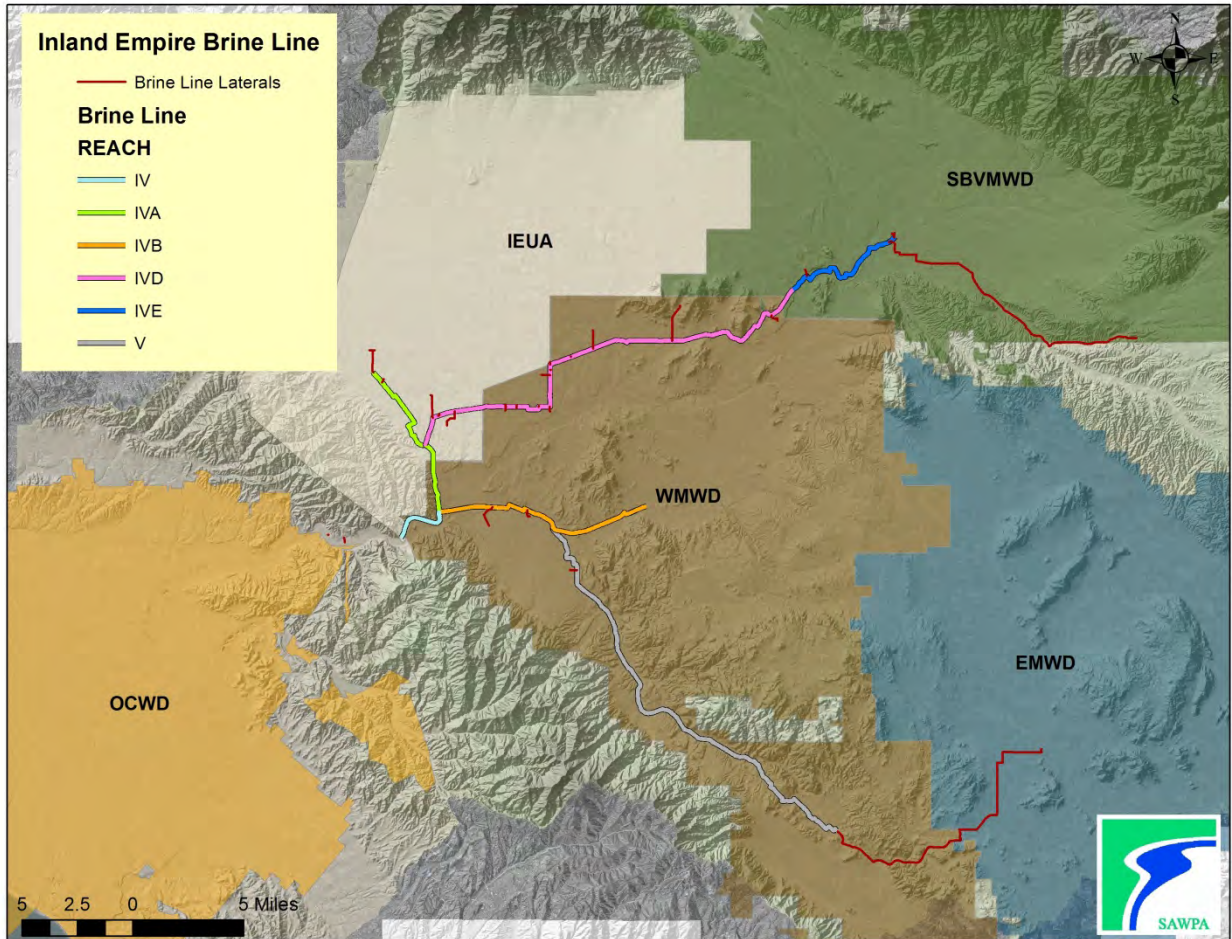 Inland Empire Brine Line
Brine Line Laterals
Brine Line
REACH
IV
IVA
IVB
IVD
IVE
V
N
W E
S
SBVMWD
IEUA
WMWD
EMWD
OCWD
5 2.5 0 5 Miles
SAWPA